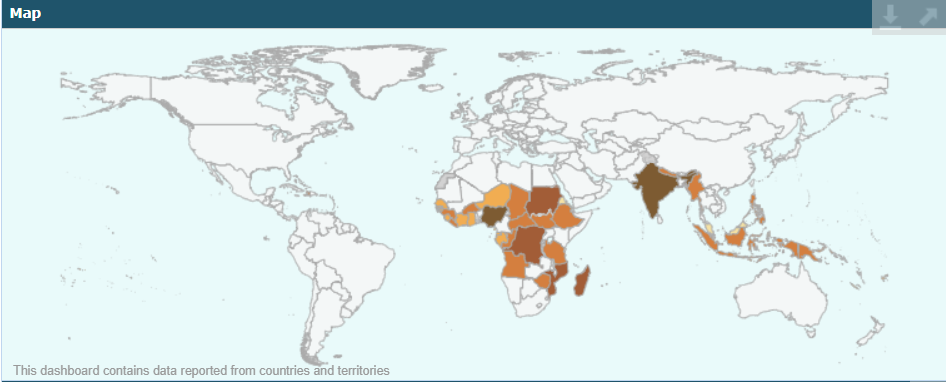 Map
This dashboard contains data reported from countries and territories